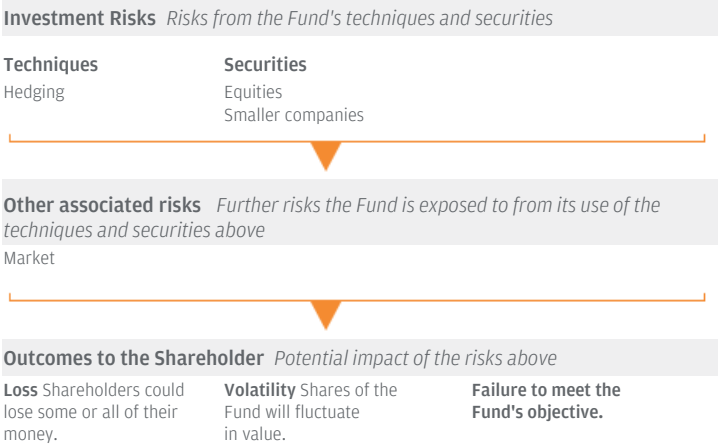 Investment Risks Risks from the Fund's techniques and securities
Techniques
Hedging
Securities
Equities
Smaller companies
Other associated risks Further risks the Fund is exposed to from its use of the
techniques and securities above
Market
Outcomes to the Shareholder Potential impact of the risks above
Loss Shareholders could
lose some or all of their
money.
Volatility Shares of the
Fund will fluctuate
in value.
Failure to meet the
Fund's objective.